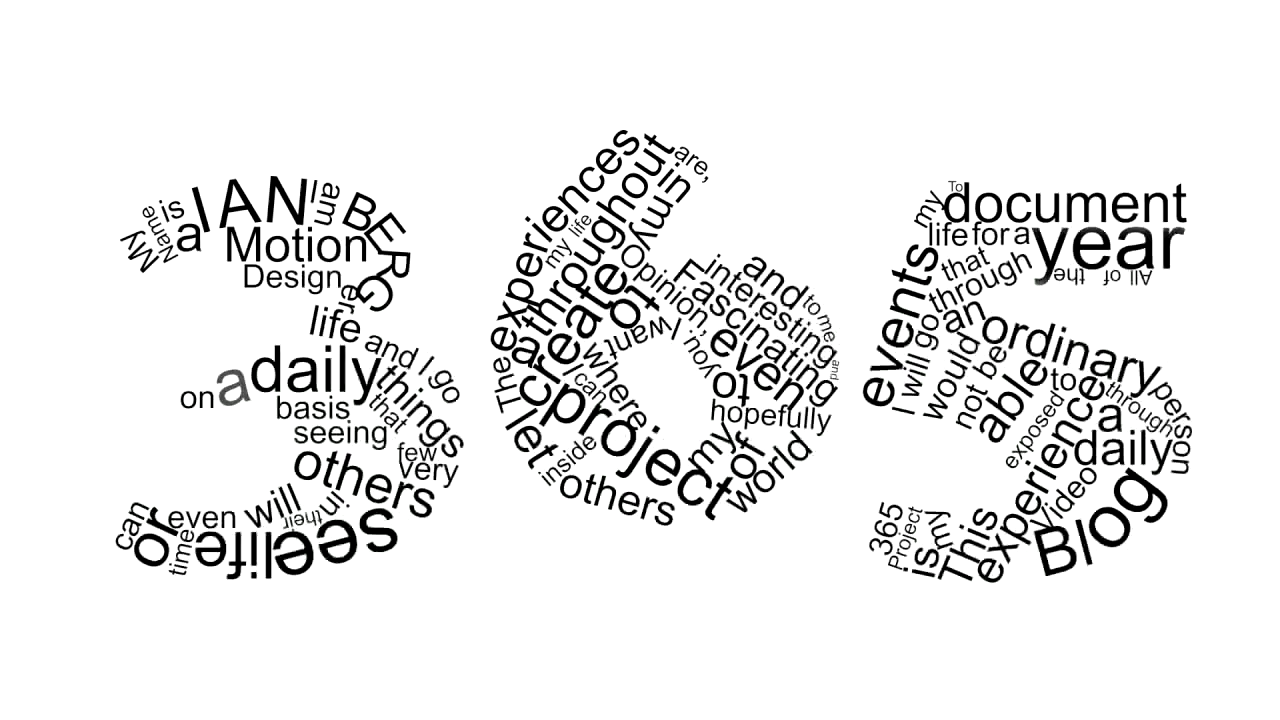 My
Name
is
IAN
BERG
I am
a
Motion
Design
er
life
and I go
on
a
daily
basis
things
that
seeing
few
very
others
can
or
even
will
in
their
time
see
life
The
experiences
throughout
are,
in
my
a
my life
Opinion,
interesting
and
to me
Fascinating
and
create
to
want
I
you,
even
to
hopefully
where
I can
project
let
inside
others
my
of
world
To
document
my
life for a
year
All of the
events
that
through
I will go
an
ordinary
person
would
not be
able
to
exposed
through
a
daily
experience
Video
Blog
This
is
my
365
Project
.